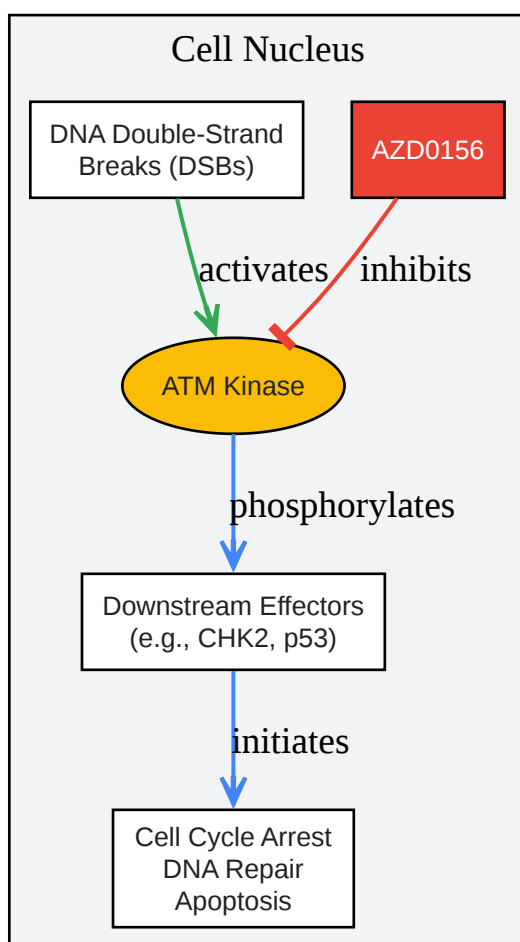 Cell Nucleus
DNA Double-Strand
Breaks (DSBs)
AZD0156
activates
inhibits
ATM Kinase
phosphorylates
Downstream Effectors
(e.g., CHK2, p53)
initiates
Cell Cycle Arrest
DNA Repair
Apoptosis